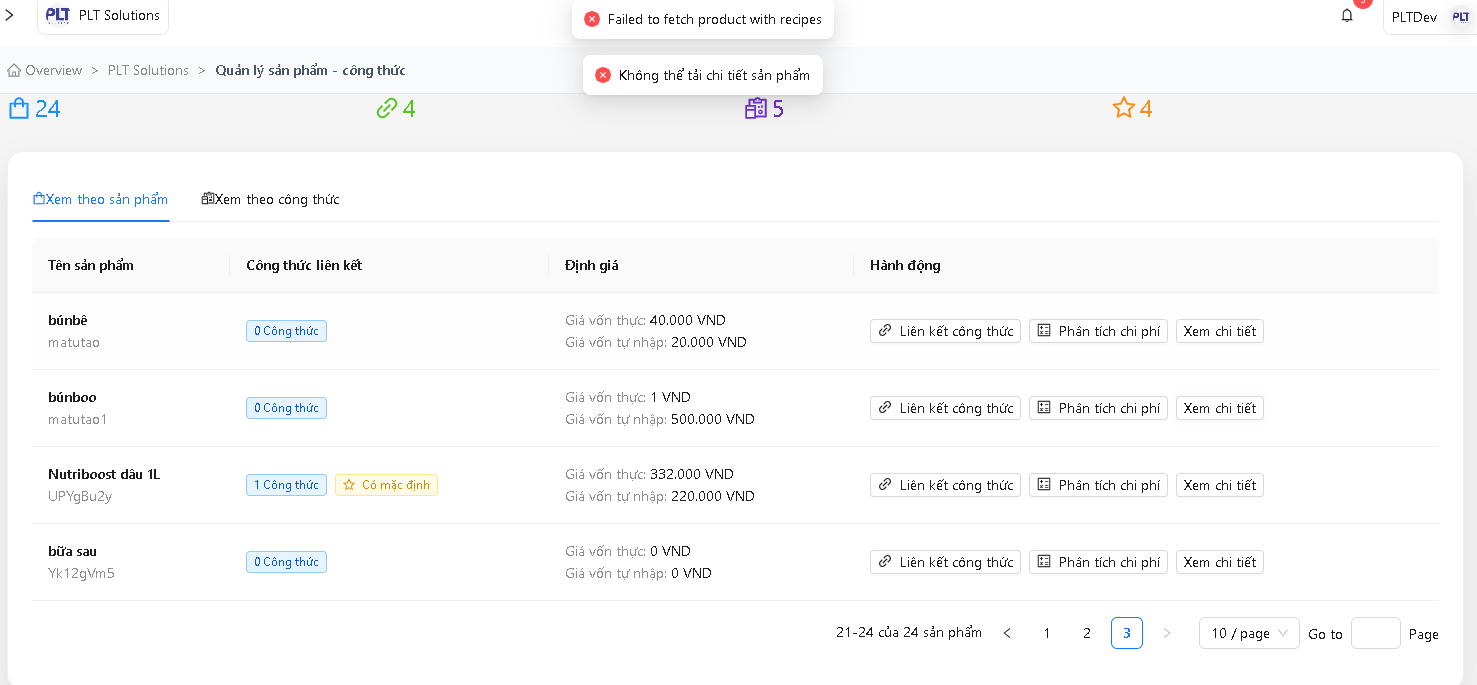 PLT PLT Solutions
Failed to fetch product with recipes
PLTDev PLT
Overview > PLT Solutions > Quản lý sản phẩm - công thức
Không thể tải chi tiết sản phẩm
24 4 5 4
Xem theo sản phẩm Xem theo công thức
Tên sản phẩm Công thức liên kết Định giá Hành động
búnbê
matutao
0 Công thức
Giá vốn thực: 40.000 VND
Giá vốn tự nhập: 20.000 VND
Liên kết công thức Phân tích chi phí Xem chi tiết
búnboo
matutao1
0 Công thức
Giá vốn thực: 1 VND
Giá vốn tự nhập: 500.000 VND
Liên kết công thức Phân tích chi phí Xem chi tiết
Nutriboost dâu 1L
UPYgBu2y
1 Công thức Có mặc định
Giá vốn thực: 332.000 VND
Giá vốn tự nhập: 220.000 VND
Liên kết công thức Phân tích chi phí Xem chi tiết
bữa sau
Yk12gVm5
0 Công thức
Giá vốn thực: 0 VND
Giá vốn tự nhập: 0 VND
Liên kết công thức Phân tích chi phí Xem chi tiết
21-24 của 24 sản phẩm < 1 2 3 > 10 / page Go to Page